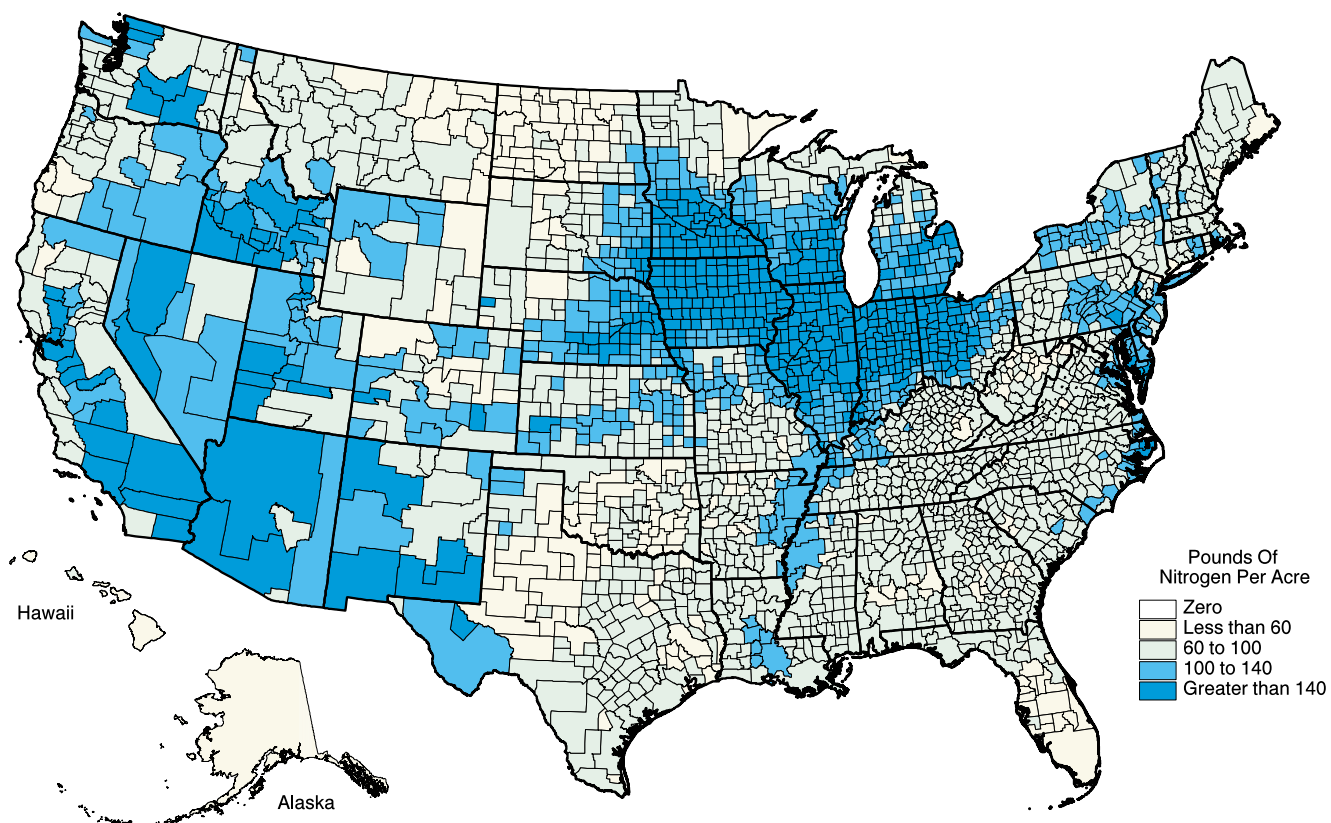 Hawaii
Alaska
Pounds Of
Nitrogen Per Acre
Zero
Less than 60
60 to 100
100 to 140
Greater than 140